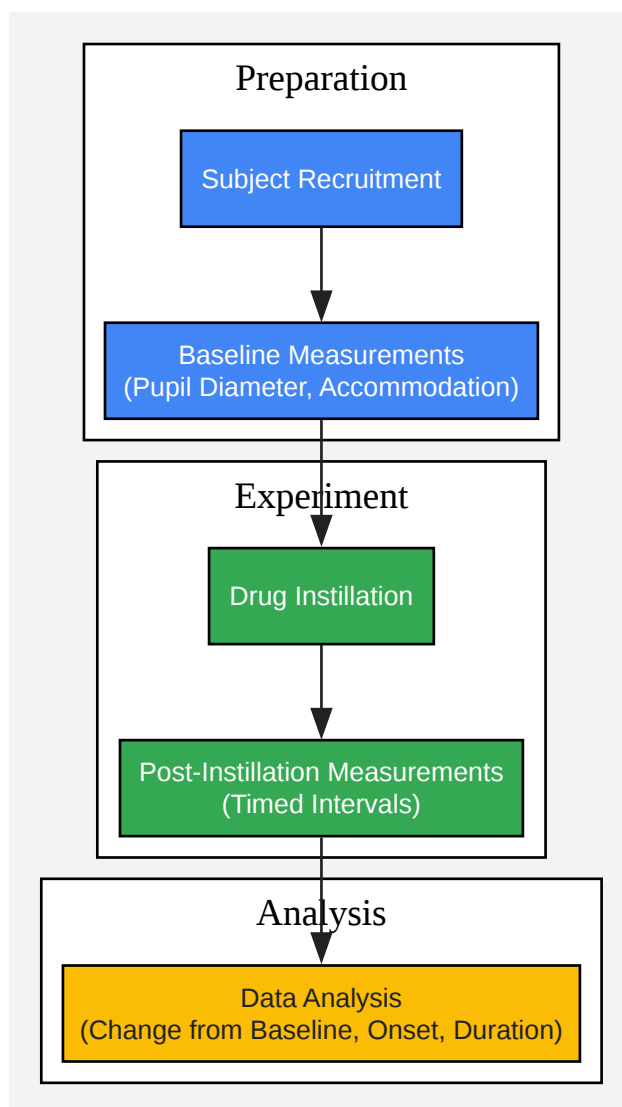 Preparation
Subject Recruitment
Baseline Measurements
(Pupil Diameter, Accommodation)
Experiment
Drug Instillation
Post-Instillation Measurements
(Timed Intervals)
Analysis
Data Analysis
(Change from Baseline, Onset, Duration)